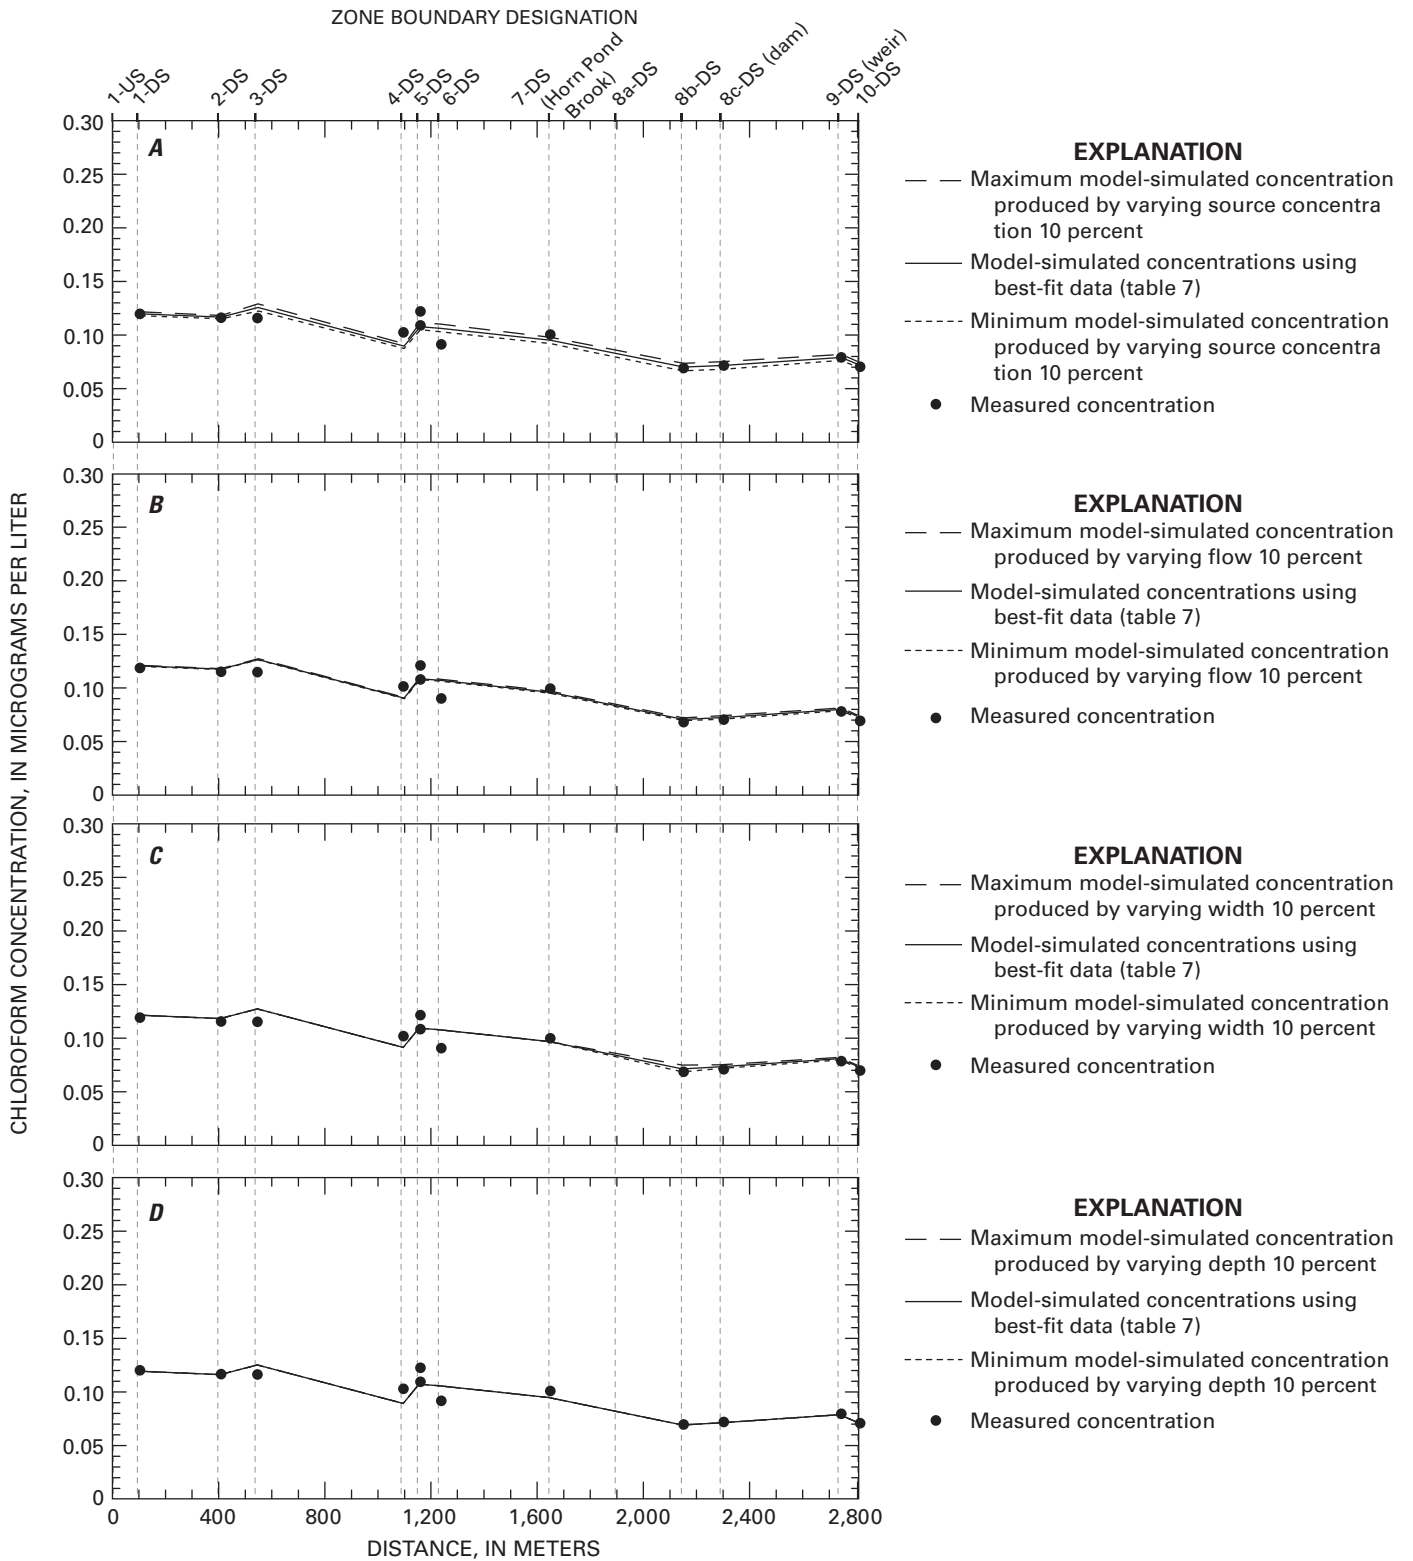 ZONE BOUNDARY DESIGNATION
1-US
1-DS
2-DS
3-DS
4-DS
5-DS
6-DS
7-DS
(Horn Pond
Brook)
8a-DS
8b-DS
8c-DS (dam)
9-DS (weir)
10-DS
CHLOROFORM CONCENTRATION, IN MICROGRAMS PER LITER
0.30
0.25
0.20
0.15
0.10
0.05
0
A
EXPLANATION
Maximum model-simulated concentration
produced by varying source concentra
tion 10 percent
Model-simulated concentrations using
best-fit data (table 7)
Minimum model-simulated concentration
produced by varying source concentra
tion 10 percent
Measured concentration
0.30
0.25
0.20
0.15
0.10
0.05
0
B
EXPLANATION
Maximum model-simulated concentration
produced by varying flow 10 percent
Model-simulated concentrations using
best-fit data (table 7)
Minimum model-simulated concentration
produced by varying flow 10 percent
Measured concentration
0.30
0.25
0.20
0.15
0.10
0.05
0
C
EXPLANATION
Maximum model-simulated concentration
produced by varying width 10 percent
Model-simulated concentrations using
best-fit data (table 7)
Minimum model-simulated concentration
produced by varying width 10 percent
Measured concentration
0.30
0.25
0.20
0.15
0.10
0.05
0
D
EXPLANATION
Maximum model-simulated concentration
produced by varying depth 10 percent
Model-simulated concentrations using
best-fit data (table 7)
Minimum model-simulated concentration
produced by varying depth 10 percent
Measured concentration
0 400 800 1,200 1,600 2,000 2,400 2,800
DISTANCE, IN METERS